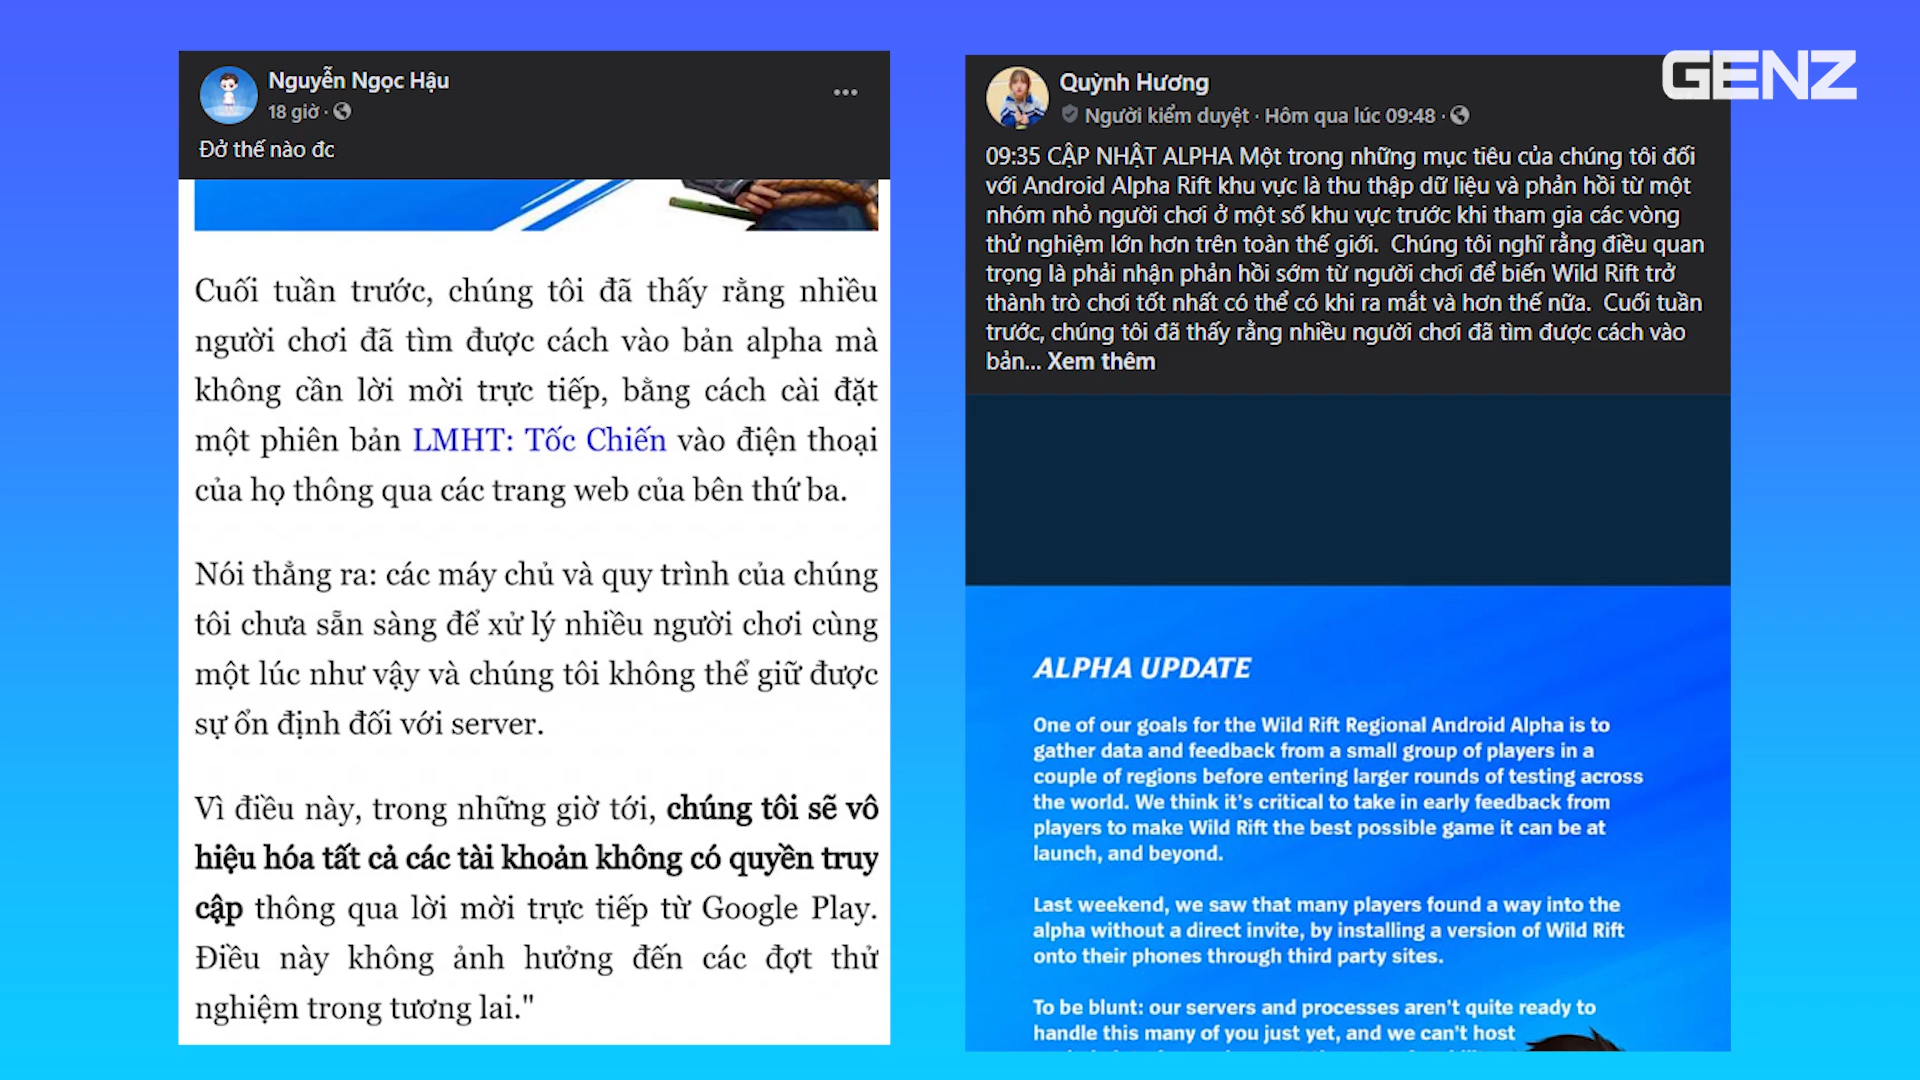 Nguyễn Ngọc Hậu
18 giờ ·
Đở thế nào đc
Cuối tuần trước, chúng tôi đã thấy rằng nhiều
người chơi đã tìm được cách vào bản alpha mà
không cần lời mời trực tiếp, bằng cách cài đặt
một phiên bản LMHT: Tốc Chiến vào điện thoại
của họ thông qua các trang web của bên thứ ba.
Nói thẳng ra: các máy chủ và quy trình của chúng
tôi chưa sẵn sàng để xử lý nhiều người chơi cùng
một lúc như vậy và chúng tôi không thể giữ được
sự ổn định đối với server.
Vì điều này, trong những giờ tới, chúng tôi sẽ vô
hiệu hóa tất cả các tài khoản không có quyền truy
cập thông qua lời mời trực tiếp từ Google Play.
Điều này không ảnh hưởng đến các đợt thử
nghiệm trong tương lai."
GENZ
Quỳnh Hương
Người kiểm duyệt · Hôm qua lúc 09:48 ·
09:35 CẬP NHẬT ALPHA Một trong những mục tiêu của chúng tôi đối
với Android Alpha Rift khu vực là thu thập dữ liệu và phản hồi từ một
nhóm nhỏ người chơi ở một số khu vực trước khi tham gia các vòng
thử nghiệm lớn hơn trên toàn thế giới. Chúng tôi nghĩ rằng điều quan
trọng là phải nhận phản hồi sớm từ người chơi để biến Wild Rift trở
thành trò chơi tốt nhất có thể có khi ra mắt và hơn thế nữa. Cuối tuần
trước, chúng tôi đã thấy rằng nhiều người chơi đã tìm được cách vào
bản... Xem thêm
ALPHA UPDATE
One of our goals for the Wild Rift Regional Android Alpha is to
gather data and feedback from a small group of players in a
couple of regions before entering larger rounds of testing across
the world. We think it's critical to take in early feedback from
players to make Wild Rift the best possible game it can be at
launch, and beyond.
Last weekend, we saw that many players found a way into the
alpha without a direct invite, by installing a version of Wild Rift
onto their phones through third party sites.
To be blunt: our servers and processes aren't quite ready to
handle this many of you just yet, and we can't host